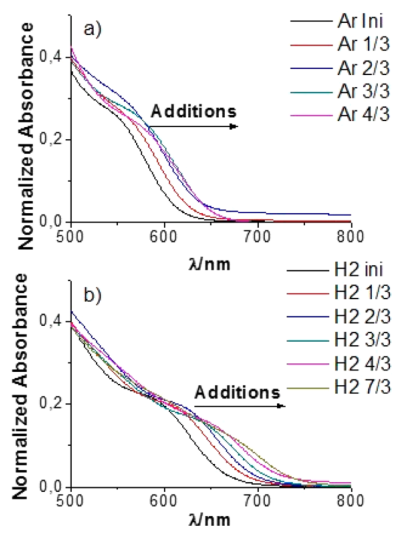 a)
Ar Ini
Ar 1/3
Ar 2/3
Ar 3/3
Ar 4/3
Additions
Normalized Absorbance
0,4
0,2
0,0
500 600 700 800
λ/nm
b)
H2 ini
H2 1/3
H2 2/3
H2 3/3
H2 4/3
H2 7/3
Additions
Normalized Absorbance
0,4
0,2
0,0
500 600 700 800
λ/nm